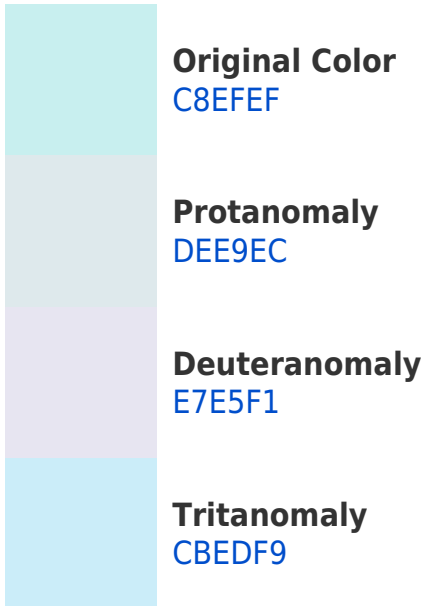 Original Color
C8EFEF
Protanomaly
DEE9EC
Deuteranomaly
E7E5F1
Tritanomaly
CBEDF9